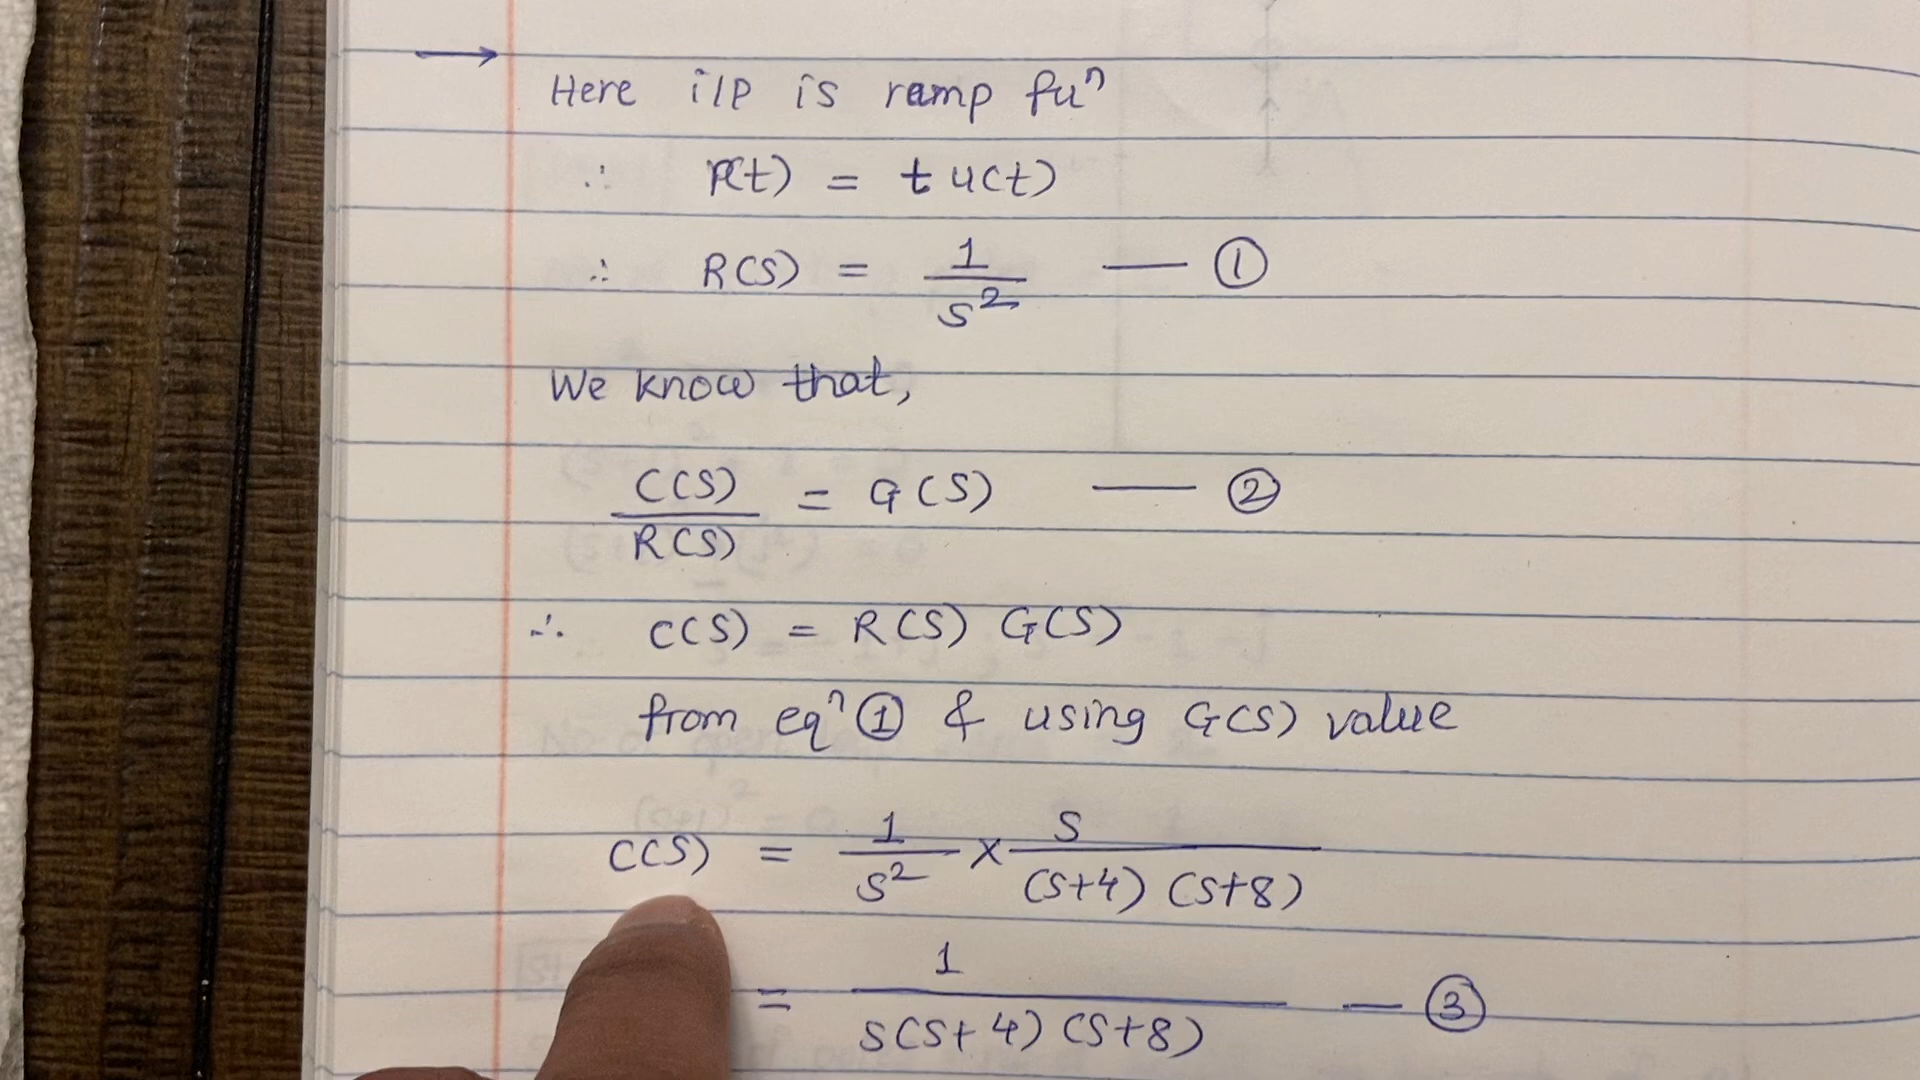 → Here i/p is ramp fuⁿ
∴ r(t) = t u(t)
∴ R(S) = 1/s² — ①
We know that,
C(S)/R(S) = G(S) — ②
∴ C(S) = R(S) G(S)
from eqⁿ ① & using G(S) value
C(S) = 1/s² × S/(S+4) (S+8)
= 1/S(S+4) (S+8) — ③